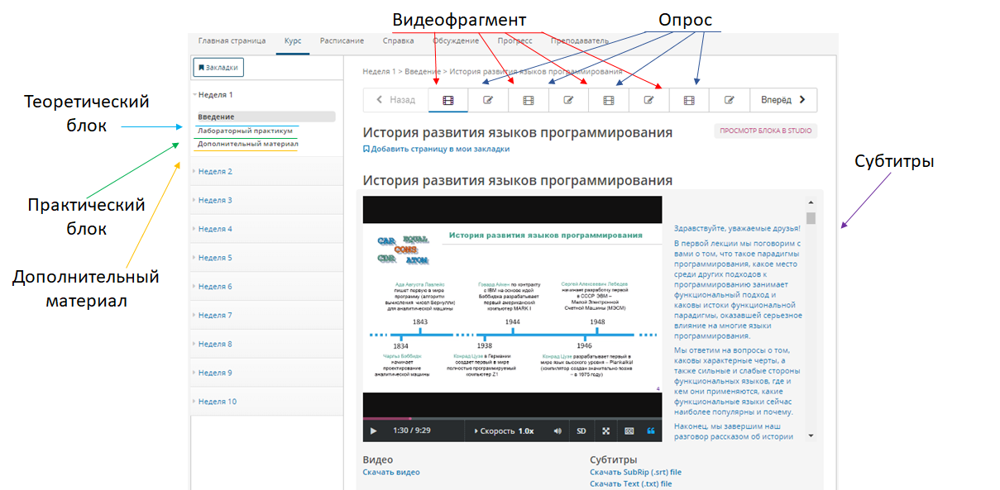 Видеофрагмент
Опрос
Главная страница Курс Расписание Справка Обсуждение Прогресс Преподаватель
Закладки
Неделя 1 > Введение > История развития языков программирования
Назад
Вперёд
Неделя 1
Введение
Лабораторный практикум
Дополнительный материал
Неделя 2
Неделя 3
Неделя 4
Неделя 5
Неделя 6
Неделя 7
Неделя 8
Неделя 9
Неделя 10
Теоретический
блок
Практический
блок
Дополнительный
материал
История развития языков программирования
ПРОСМОТР БЛОКА В STUDIO
Добавить страницу в мои закладки
Субтитры
История развития языков программирования
CAR EQUAL
CONS
CDR ATOM
История развития языков программирования
Ада Августа Лавлейс
пишет первую в мире
программу (алгоритм
вычисления чисел Бернулли)
для аналитической машины
Говард Айкен по контракту
с IBM на основе идей
Бэббиджа разрабатывает
первый американский
компьютер MARK I
Сергей Алексеевич Лебедев
начинает разработку первой
в СССР ЭВМ –
Малой Электронной
Счетной Машины (МЭСМ)
1843
1944
1948
1834
1938
1946
Чарльз Бэббидж
начинает
проектирование
аналитической машины
Конрад Цузе в Германии
создает первый в мире
полностью программируемый
компьютер Z1
Конрад Цузе разрабатывает первый в
мире язык высокого уровня – Plankalkül
(компилятор создан значительно позже
– в 1975 году)
4
1:30 / 9:29
Скорость 1.0x
SD
Здравствуйте, уважаемые друзья!
В первой лекции мы поговорим с
вами о том, что такое парадигмы
программирования, какое место
среди других подходов к
программированию занимает
функциональный подход и
каковы истоки функциональной
парадигмы, оказавшей серьезное
влияние на многие языки
программирования.
Мы ответим на вопросы о том,
каковы характерные черты, а
также сильные и слабые стороны
функциональных языков, где и
кем они применяются, какие
функциональные языки сейчас
наиболее популярны и почему.
Наконец, мы завершим наш
разговор рассказом об истории
Видео
Скачать видео
Субтитры
Скачать SubRip (.srt) file
Скачать Text (.txt) file